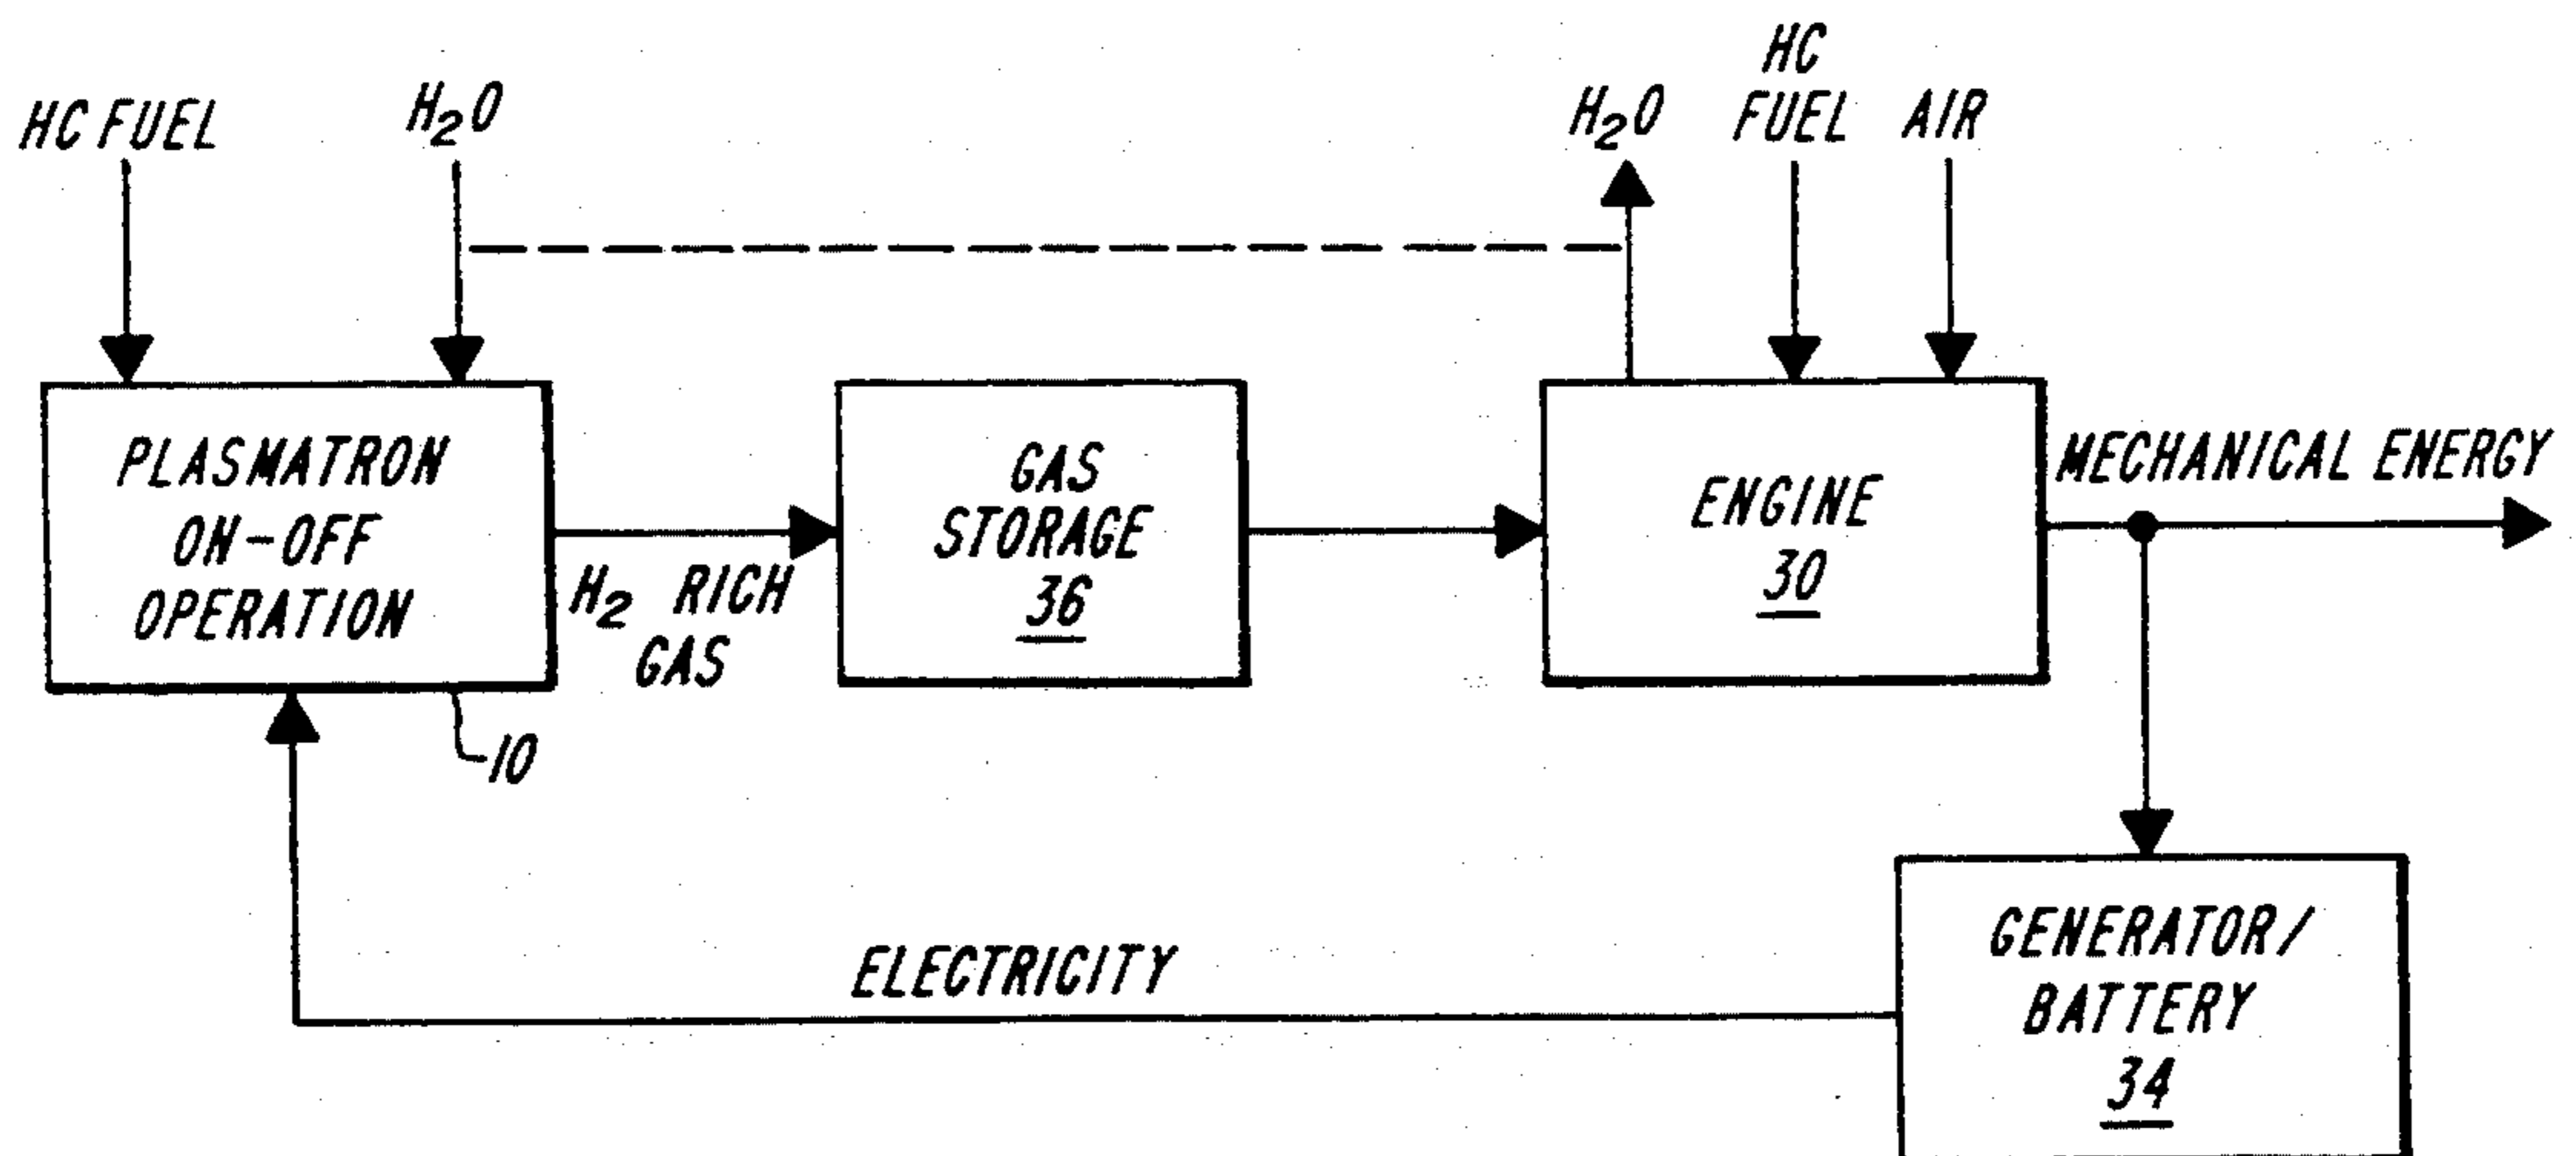 HC FUEL
H₂O
H₂O
HC
FUEL
AIR
PLASMATRON
ON-OFF
OPERATION
10
H₂ RICH
GAS
GAS
STORAGE
36
ENGINE
30
MECHANICAL ENERGY
ELECTRICITY
GENERATOR/
BATTERY
34